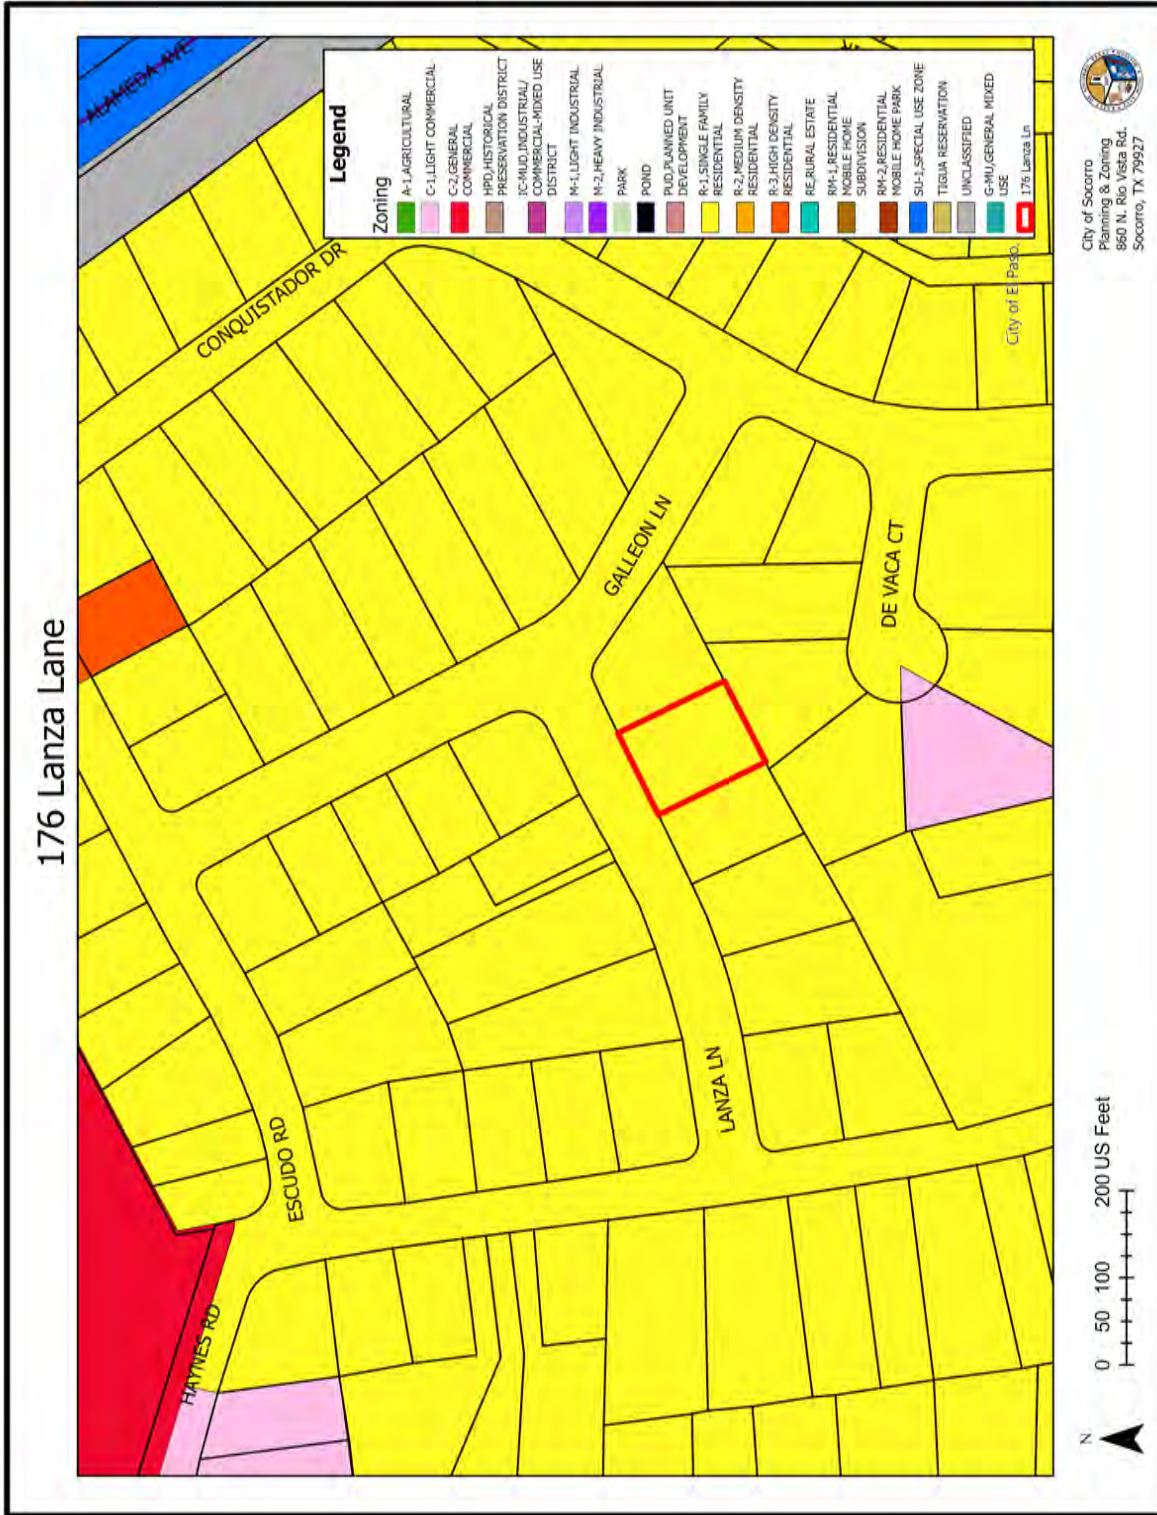 176 Lanza Lane
ALAMEDA AVE
CONQUISTADOR DR
GALLEON LN
DE VACA CT
LANZA LN
ESCUDO RD
HAYNES RD
City of El Paso,
Legend
Zoning
A-1,AGRICULTURAL
C-1,LIGHT COMMERCIAL
C-2,GENERAL
COMMERCIAL
HPD,HISTORICAL
PRESERVATION DISTRICT
IC-MUD,INDUSTRIAL/
COMMERCIAL-MIXED USE
DISTRICT
M-1,LIGHT INDUSTRIAL
M-2,HEAVY INDUSTRIAL
PARK
POND
PUD,PLANNED UNIT
DEVELOPMENT
R-1,SINGLE FAMILY
RESIDENTIAL
R-2,MEDIUM DENSITY
RESIDENTIAL
R-3,HIGH DENSITY
RESIDENTIAL
RE,RURAL ESTATE
RM-1,RESIDENTIAL
MOBILE HOME
SUBDIVISION
RM-2,RESIDENTIAL
MOBILE HOME PARK
SU-1,SPECIAL USE ZONE
TIGUA RESERVATION
UNCLASSIFIED
G-MU,GENERAL MIXED
USE
176 Lanza Ln
N
0 50 100 200 US Feet
City of Socorro
Planning & Zoning
860 N. Rio Vista Rd.
Socorro, TX 79927